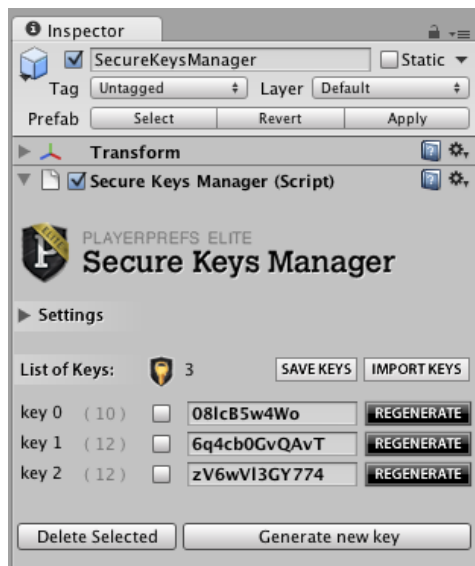 Inspector
SecureKeysManager Static
Tag Untagged Layer Default
Prefab Select Revert Apply
Transform
Secure Keys Manager (Script)
PLAYERPREFS ELITE
Secure Keys Manager
Settings
List of Keys: 3 SAVE KEYS IMPORT KEYS
key 0 (10) 08lcB5w4Wo REGENERATE
key 1 (12) 6q4cb0GvQAvT REGENERATE
key 2 (12) zV6wVl3GY774 REGENERATE
Delete Selected Generate new key